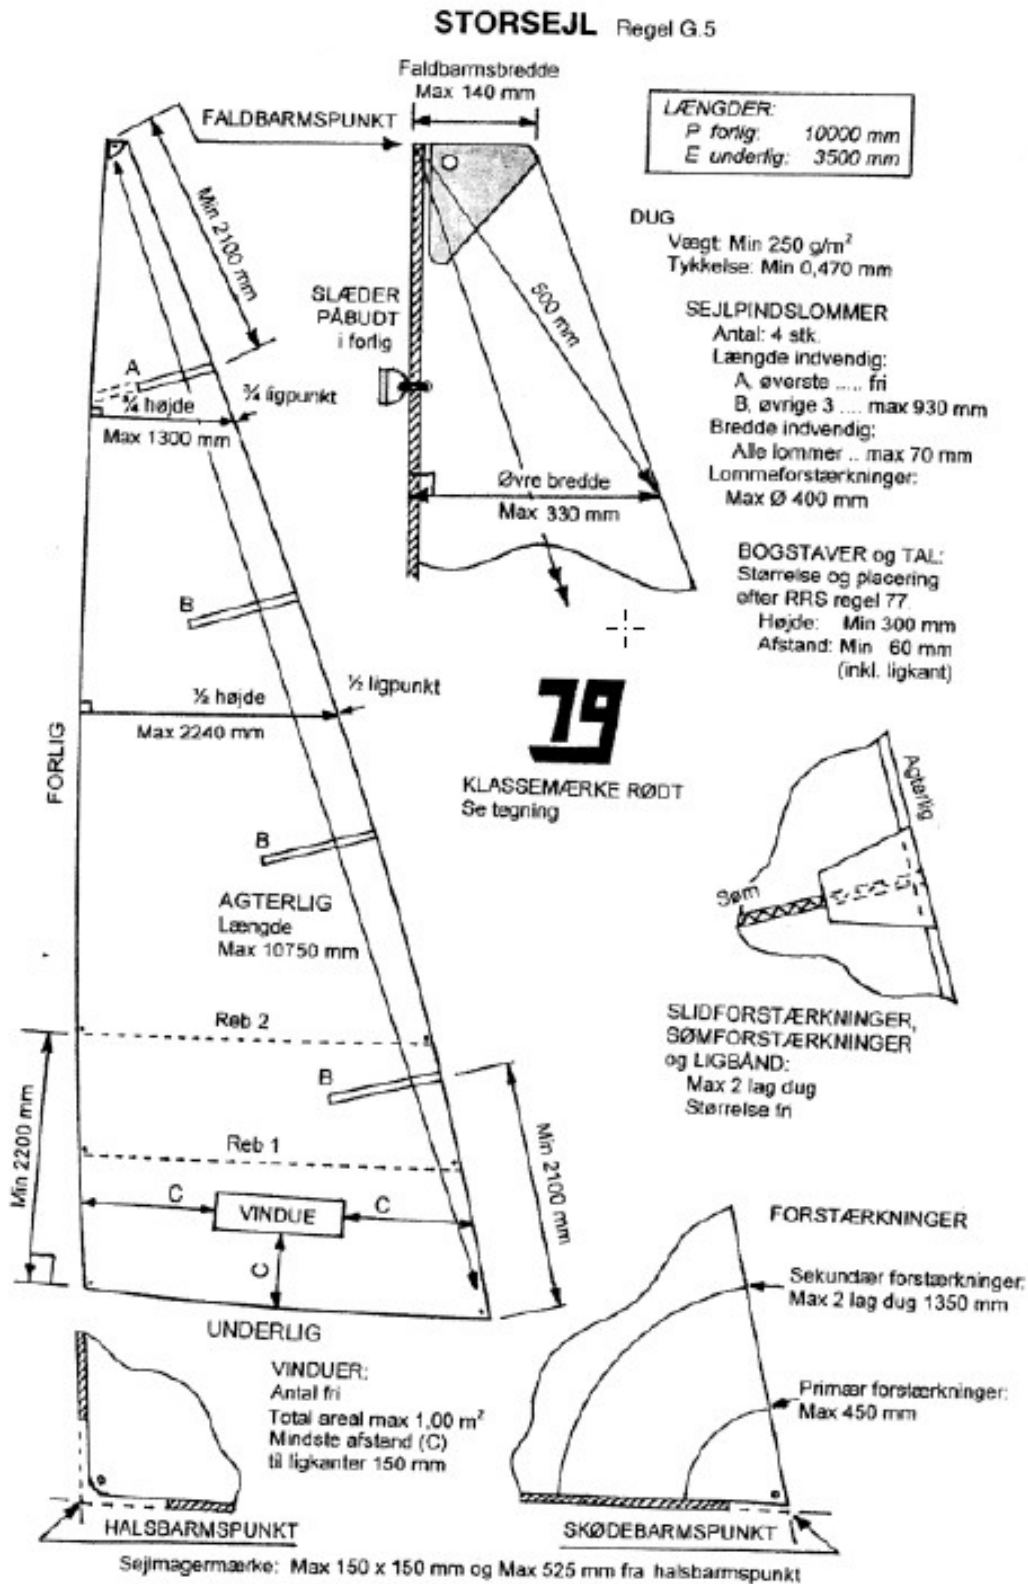 STORSEJL Regel G.5
Faldbarmsbredde
Max 140 mm
FALDBARMSPUNKT
LÆNGDER:
P forlig: 10000 mm
E underlig: 3500 mm
Min 2100 mm
DUG
Vægt: Min 250 g/m²
Tykkelse: Min 0,470 mm
SLÆDER
PÅBUDT
i forlig
500 mm
SEJLPINDSLOMMER
Antal: 4 stk.
Længde indvendig:
A, øverste ..... fri
B, øvrige 3 .... max 930 mm
Bredde indvendig:
Alle lommer .. max 70 mm
Lommeforstærkninger:
Max Ø 400 mm
A
¾ højde
¾ ligpunkt
Max 1300 mm
Øvre bredde
Max 330 mm
BOGSTAVER og TAL:
Størrelse og placering
efter RRS regel 77.
Højde: Min 300 mm
Afstand: Min 60 mm
(inkl. ligkant)
B
½ højde
½ ligpunkt
Max 2240 mm
FORLIG
79
KLASSEMÆRKE RØDT
Se tegning
Agterlig
Søm
B
AGTERLIG
Længde
Max 10750 mm
SLIDFORSTÆRKNINGER,
SØMFORSTÆRKNINGER
og LIGBÅND:
Max 2 lag dug
Størrelse fri
Reb 2
B
Min 2200 mm
Reb 1
Min 2100 mm
C
VINDUE
C
C
UNDERLIG
FORSTÆRKNINGER
Sekundær forstærkninger:
Max 2 lag dug 1350 mm
Primær forstærkninger:
Max 450 mm
VINDUER:
Antal fri
Total areal max 1,00 m²
Mindste afstand (C)
til ligkanter 150 mm
HALSBARMSPUNKT
SKØDEBARMSPUNKT
Sejlmagermærke: Max 150 x 150 mm og Max 525 mm fra halsbarmspunkt